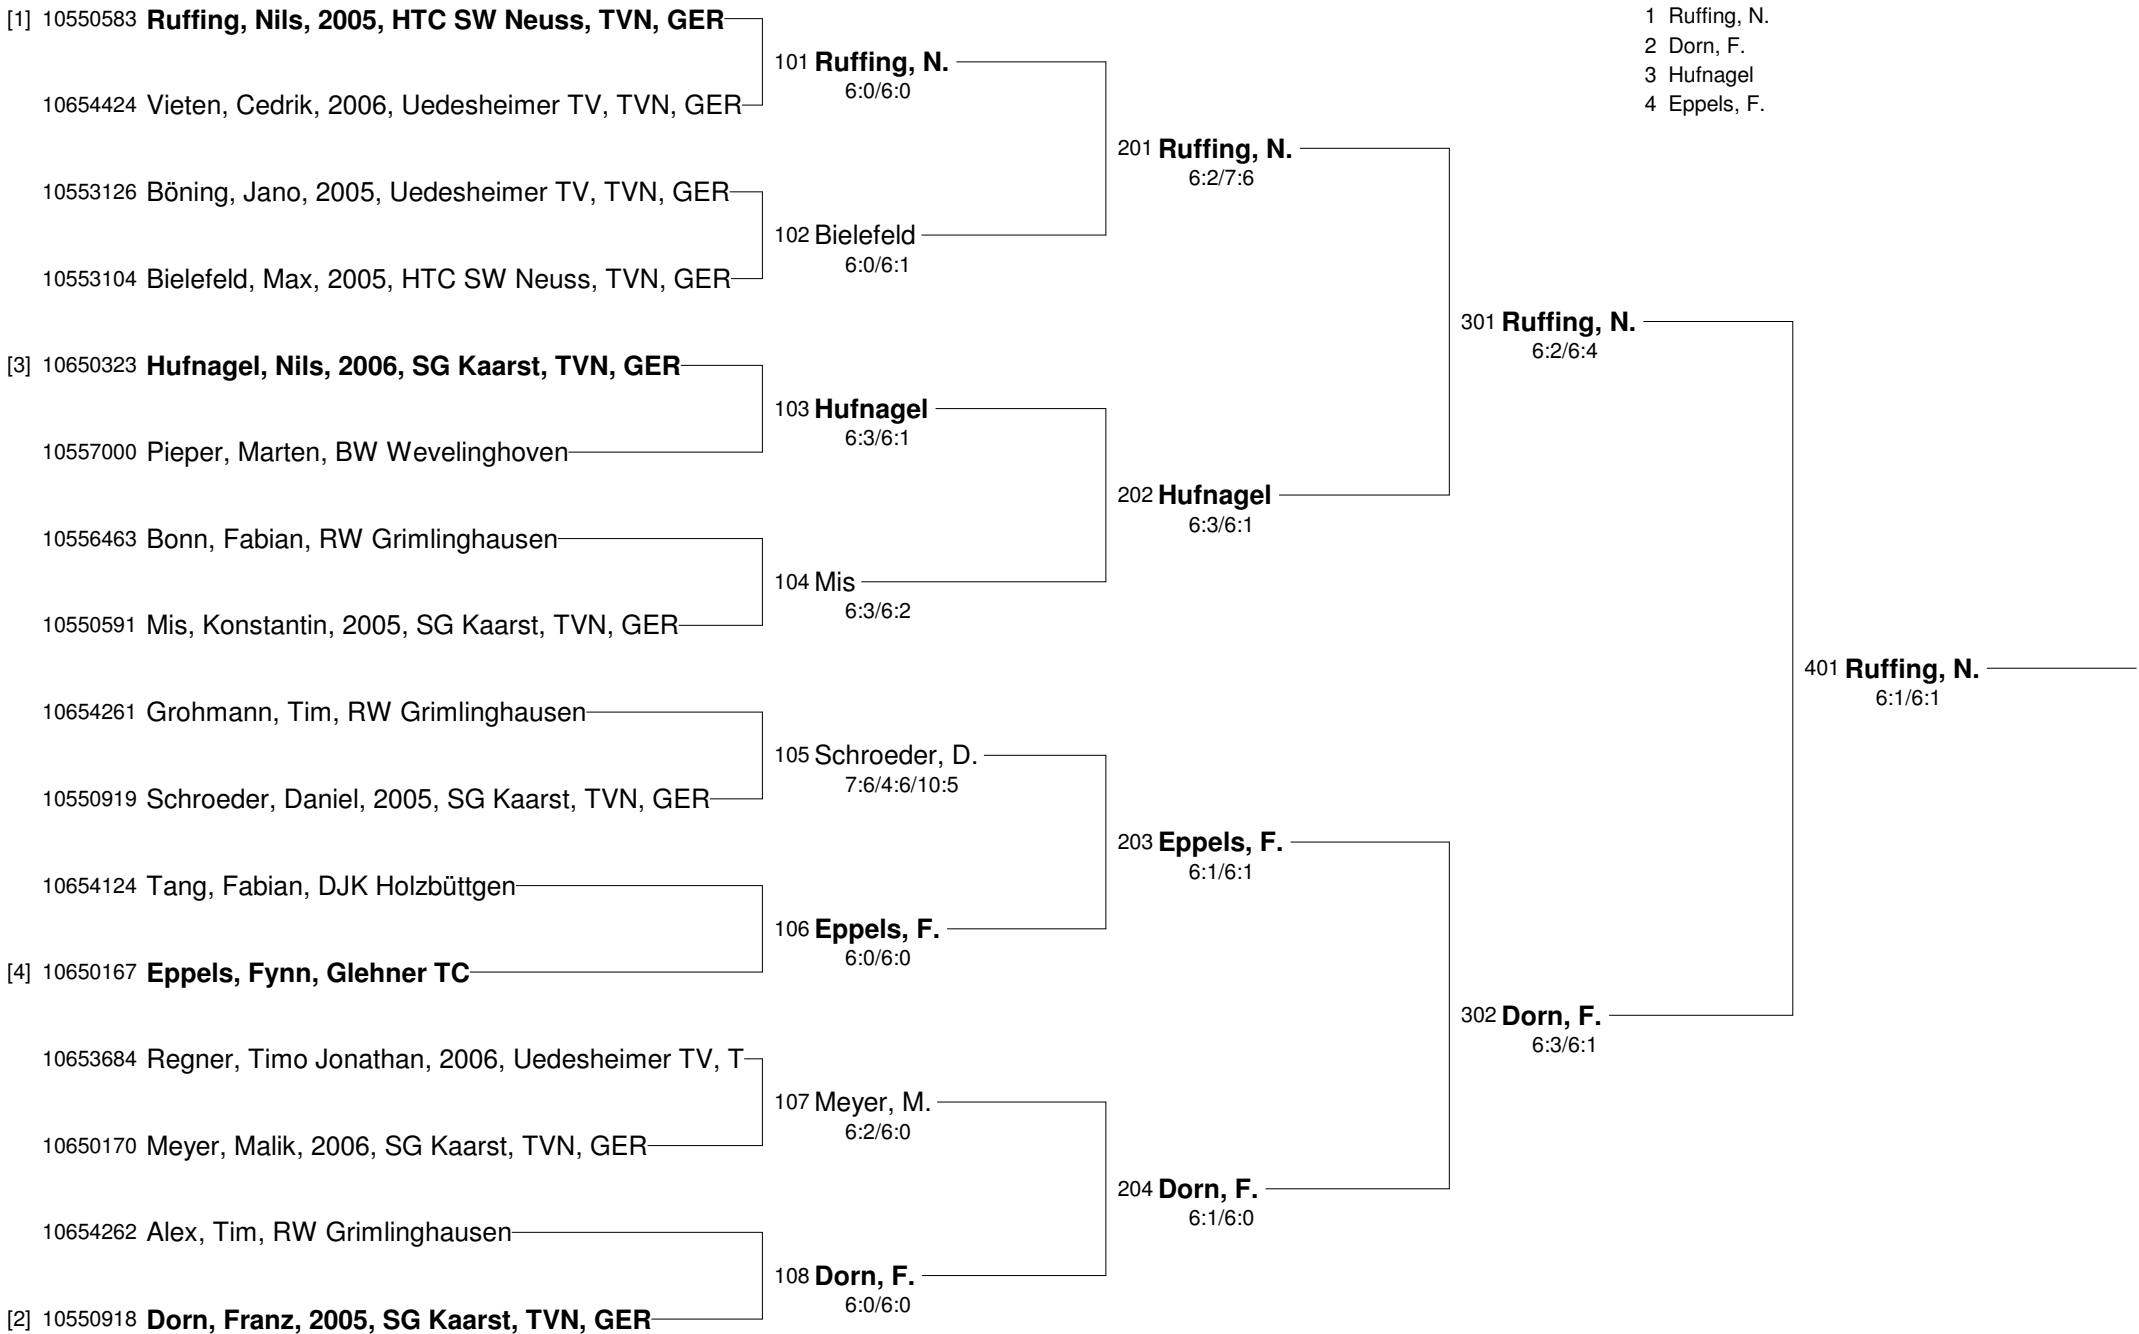 [1] 10550583 Ruffing, Nils, 2005, HTC SW Neuss, TVN, GER
10654424 Vieten, Cedrik, 2006, Uedesheimer TV, TVN, GER
10553126 Böning, Jano, 2005, Uedesheimer TV, TVN, GER
10553104 Bielefeld, Max, 2005, HTC SW Neuss, TVN, GER
[3] 10650323 Hufnagel, Nils, 2006, SG Kaarst, TVN, GER
10557000 Pieper, Marten, BW Wevelinghoven
10556463 Bonn, Fabian, RW Grimlinghausen
10550591 Mis, Konstantin, 2005, SG Kaarst, TVN, GER
10654261 Grohmann, Tim, RW Grimlinghausen
10550919 Schroeder, Daniel, 2005, SG Kaarst, TVN, GER
10654124 Tang, Fabian, DJK Holzbüttgen
[4] 10650167 Eppels, Fynn, Glehner TC
10653684 Regner, Timo Jonathan, 2006, Uedesheimer TV, T
10650170 Meyer, Malik, 2006, SG Kaarst, TVN, GER
10654262 Alex, Tim, RW Grimlinghausen
[2] 10550918 Dorn, Franz, 2005, SG Kaarst, TVN, GER
101 Ruffing, N.
6:0/6:0
102 Bielefeld
6:0/6:1
103 Hufnagel
6:3/6:1
104 Mis
6:3/6:2
105 Schroeder, D.
7:6/4:6/10:5
106 Eppels, F.
6:0/6:0
107 Meyer, M.
6:2/6:0
108 Dorn, F.
6:0/6:0
201 Ruffing, N.
6:2/7:6
202 Hufnagel
6:3/6:1
203 Eppels, F.
6:1/6:1
204 Dorn, F.
6:1/6:0
301 Ruffing, N.
6:2/6:4
302 Dorn, F.
6:3/6:1
401 Ruffing, N.
6:1/6:1
1 Ruffing, N.
2 Dorn, F.
3 Hufnagel
4 Eppels, F.